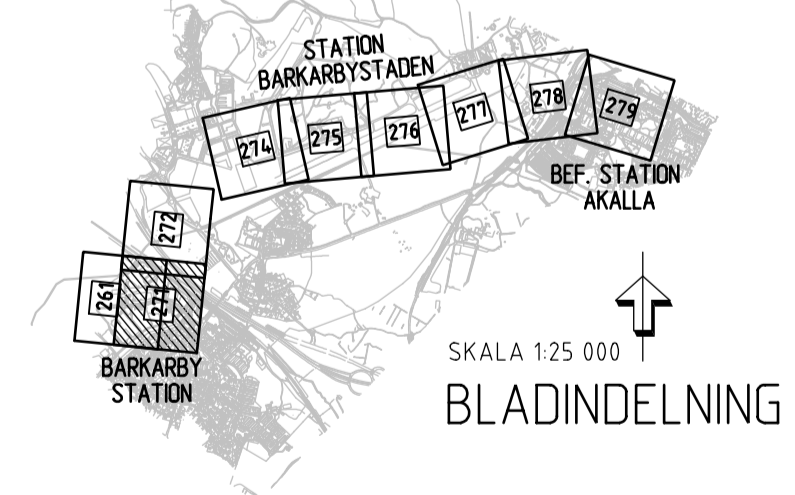 STATION
BARKARBYSTADEN
274
275
276
277
278
279
BEF. STATION
AKALLA
272
261
271
BARKARBY
STATION
SKALA 1:25 000
BLADINDELNING